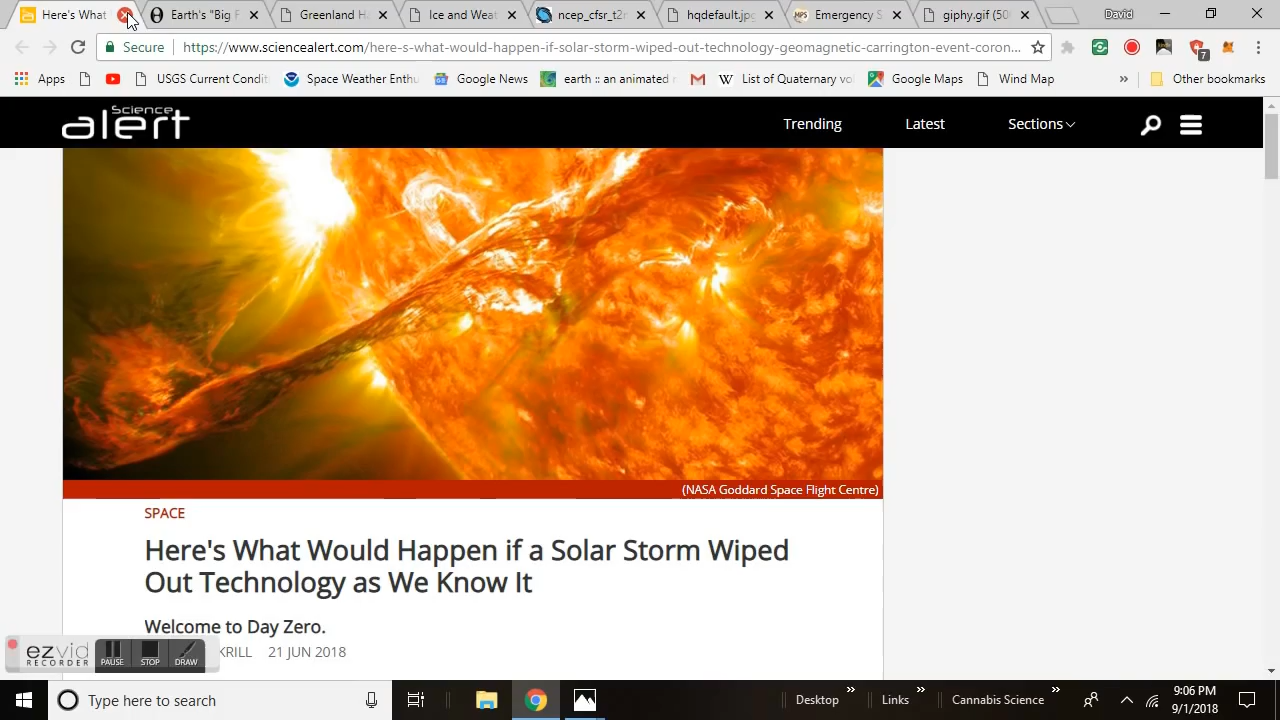 Here's What
Earth's "Big F
Greenland Ha
Ice and Weat
ncep_cfsr_t2r
hqdefault.jpg
Emergency S
giphy.gif (50
David
Secure
https://www.sciencealert.com/here-s-what-would-happen-if-solar-storm-wiped-out-technology-geomagnetic-carrington-event-coron...
7
Apps
USGS Current Condit
Space Weather Enthu
Google News
earth :: an animated
List of Quaternary vo
Google Maps
Wind Map
»
Other bookmarks
Science
alert
Trending
Latest
Sections
(NASA Goddard Space Flight Centre)
SPACE
Here's What Would Happen if a Solar Storm Wiped
Out Technology as We Know It
Welcome to Day Zero.
KRILL 21 JUN 2018
ezvid
RECORDER
PAUSE
STOP
DRAW
Type here to search
Desktop
»
Links
»
Cannabis Science
»
9:06 PM
9/1/2018